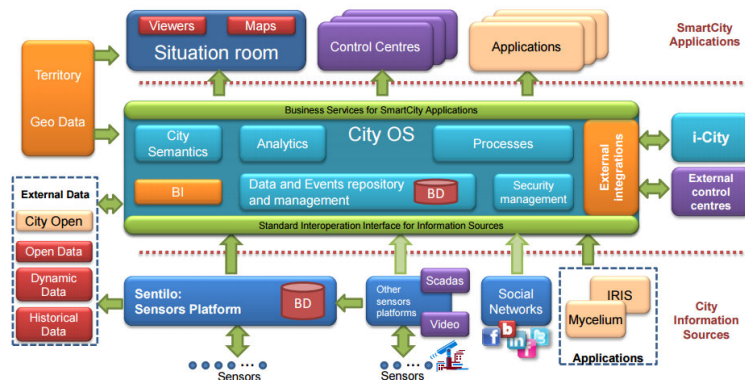 Viewers
Maps
Situation room
Control Centres
Applications
SmartCity
Applications
Territory
Geo Data
Business Services for SmartCity Applications
City OS
City
Semantics
Analytics
Processes
External
integrations
i-City
BI
Data and Events repository
and management
BD
Security
management
External
control
centres
Standard Interoperation Interface for Information Sources
External Data
City Open
Open Data
Dynamic
Data
Historical
Data
Sentilo:
Sensors Platform
BD
Other
sensors
platforms
Scadas
Video
Social
Networks
IRIS
Mycelium
Applications
City
Information
Sources
Sensors
Sensors